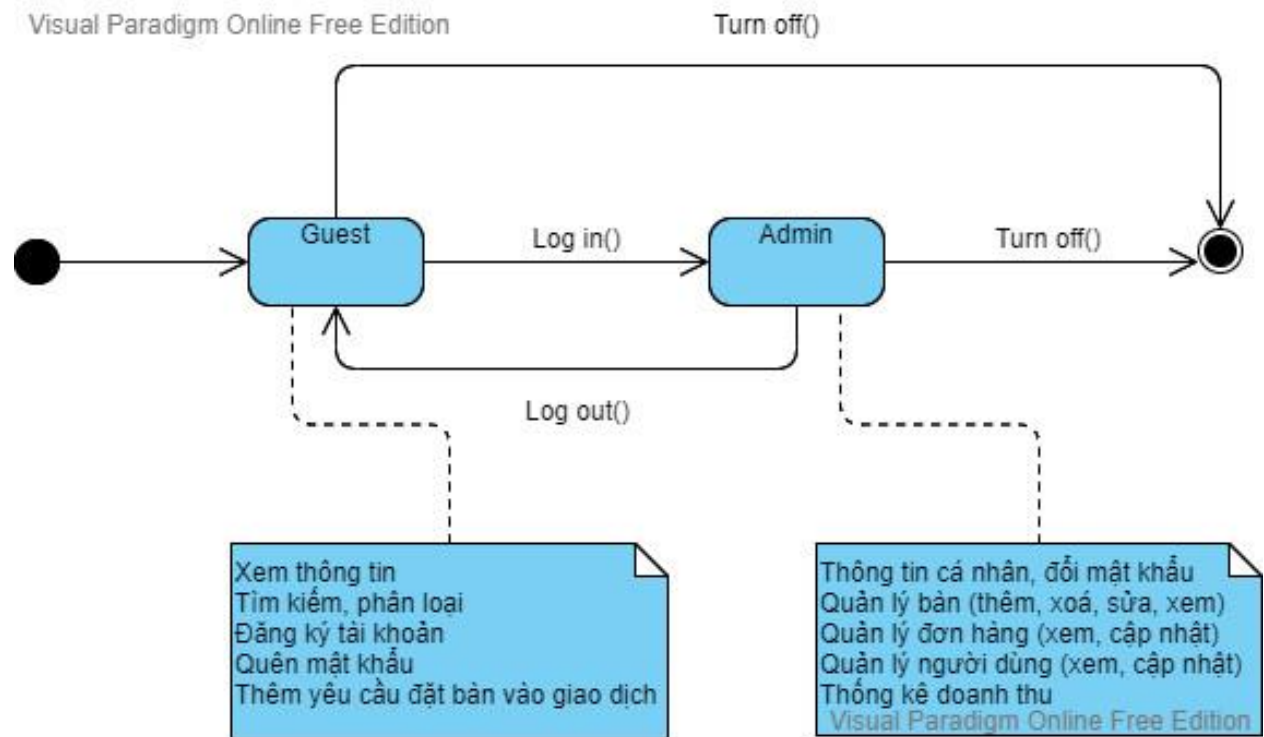 Visual Paradigm Online Free Edition
Turn off()
Guest
Log in()
Admin
Turn off()
Log out()
Xem thông tin
Tìm kiếm, phân loại
Đăng ký tài khoản
Quên mật khẩu
Thêm yêu cầu đặt bàn vào giao dịch
Thông tin cá nhân, đổi mật khẩu
Quản lý bàn (thêm, xoá, sửa, xem)
Quản lý đơn hàng (xem, cập nhật)
Quản lý người dùng (xem, cập nhật)
Thống kê doanh thu
Visual Paradigm Online Free Edition